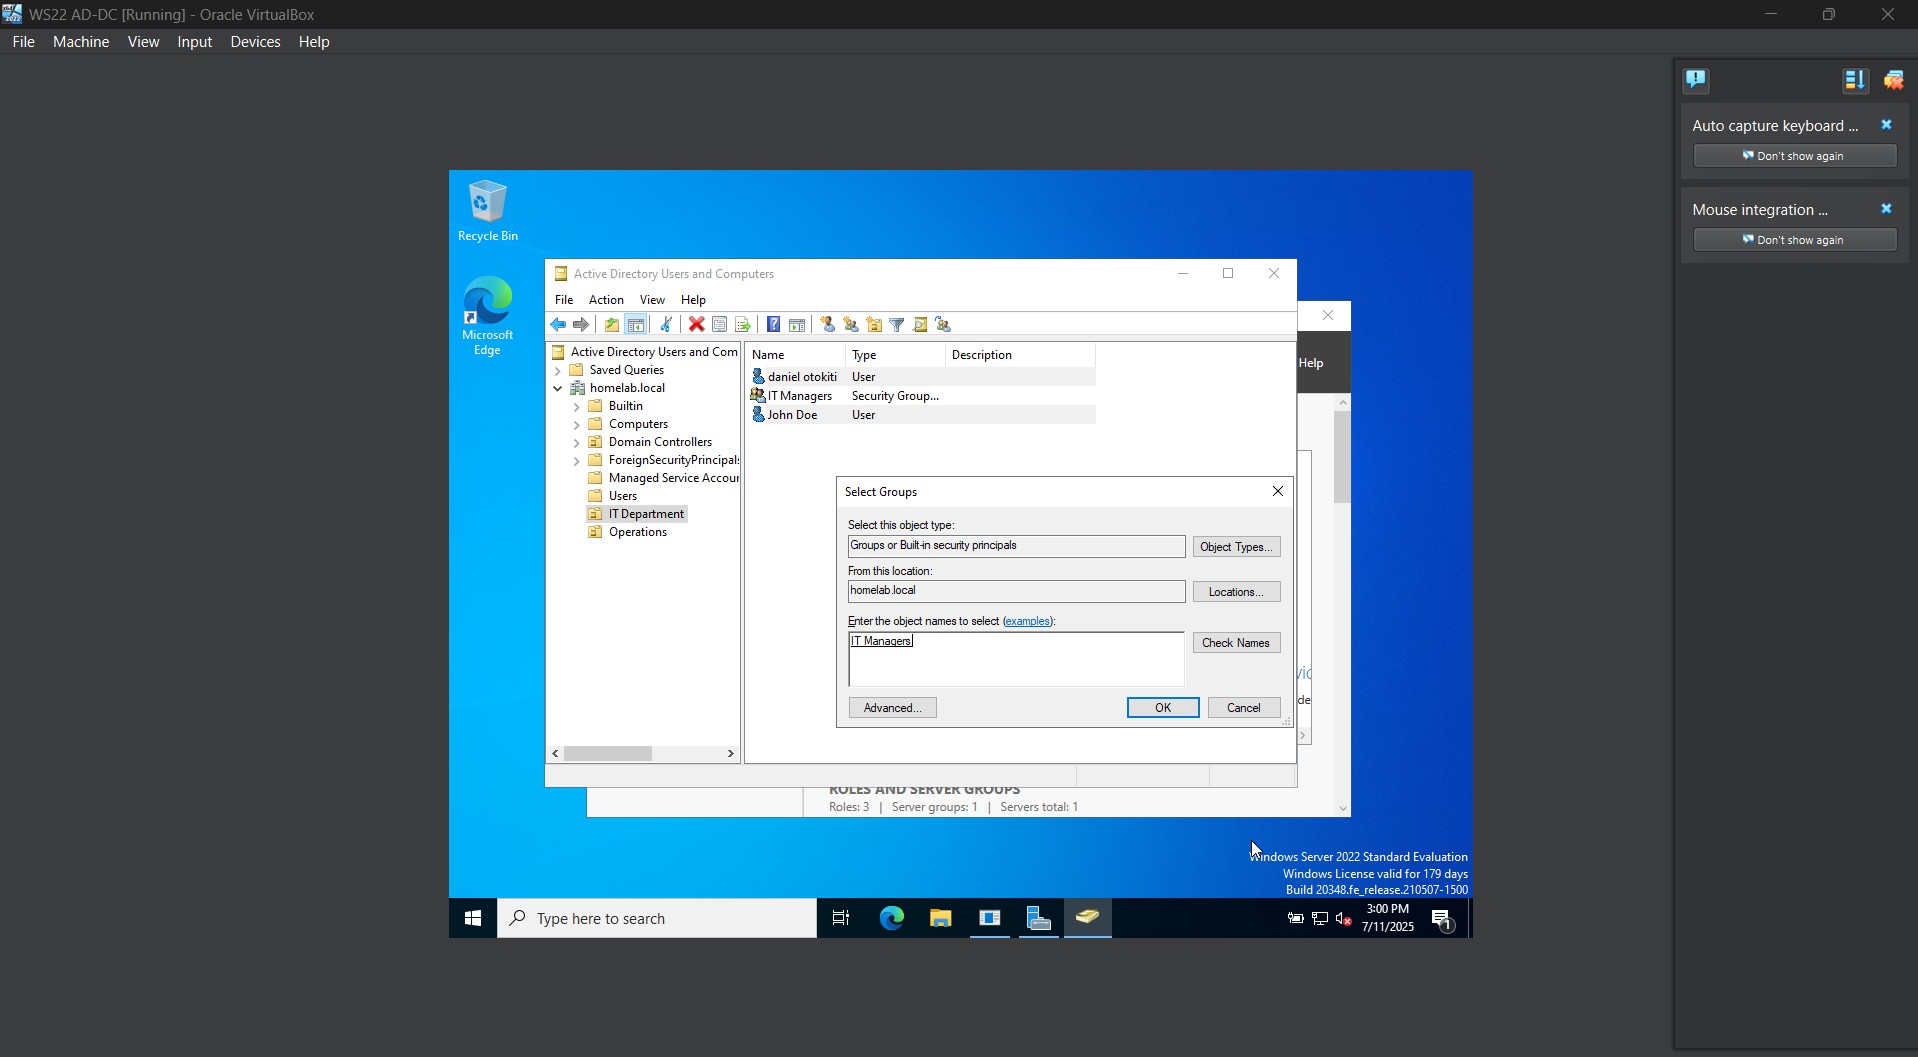 WS22 AD-DC [Running] - Oracle VirtualBox
File Machine View Input Devices Help
Auto capture keyboard ...
Don't show again
Mouse integration ...
Don't show again
Recycle Bin
Microsoft
Edge
Active Directory Users and Computers
File Action View Help
Active Directory Users and Com
Saved Queries
homelab.local
Builtin
Computers
Domain Controllers
ForeignSecurityPrincipals
Managed Service Accour
Users
IT Department
Operations
Name Type Description
daniel otokiti User
IT Managers Security Group...
John Doe User
Help
Select Groups
Select this object type:
Groups or Built-in security principals
Object Types...
From this location:
homelab.local
Locations...
Enter the object names to select (examples):
IT Managers
Check Names
Advanced...
OK
Cancel
de
ROLES AND SERVER GROUPS
Roles: 3 | Server groups: 1 | Servers total: 1
Windows Server 2022 Standard Evaluation
Windows License valid for 179 days
Build 20348.fe_release.210507-1500
Type here to search
3:00 PM
7/11/2025
1